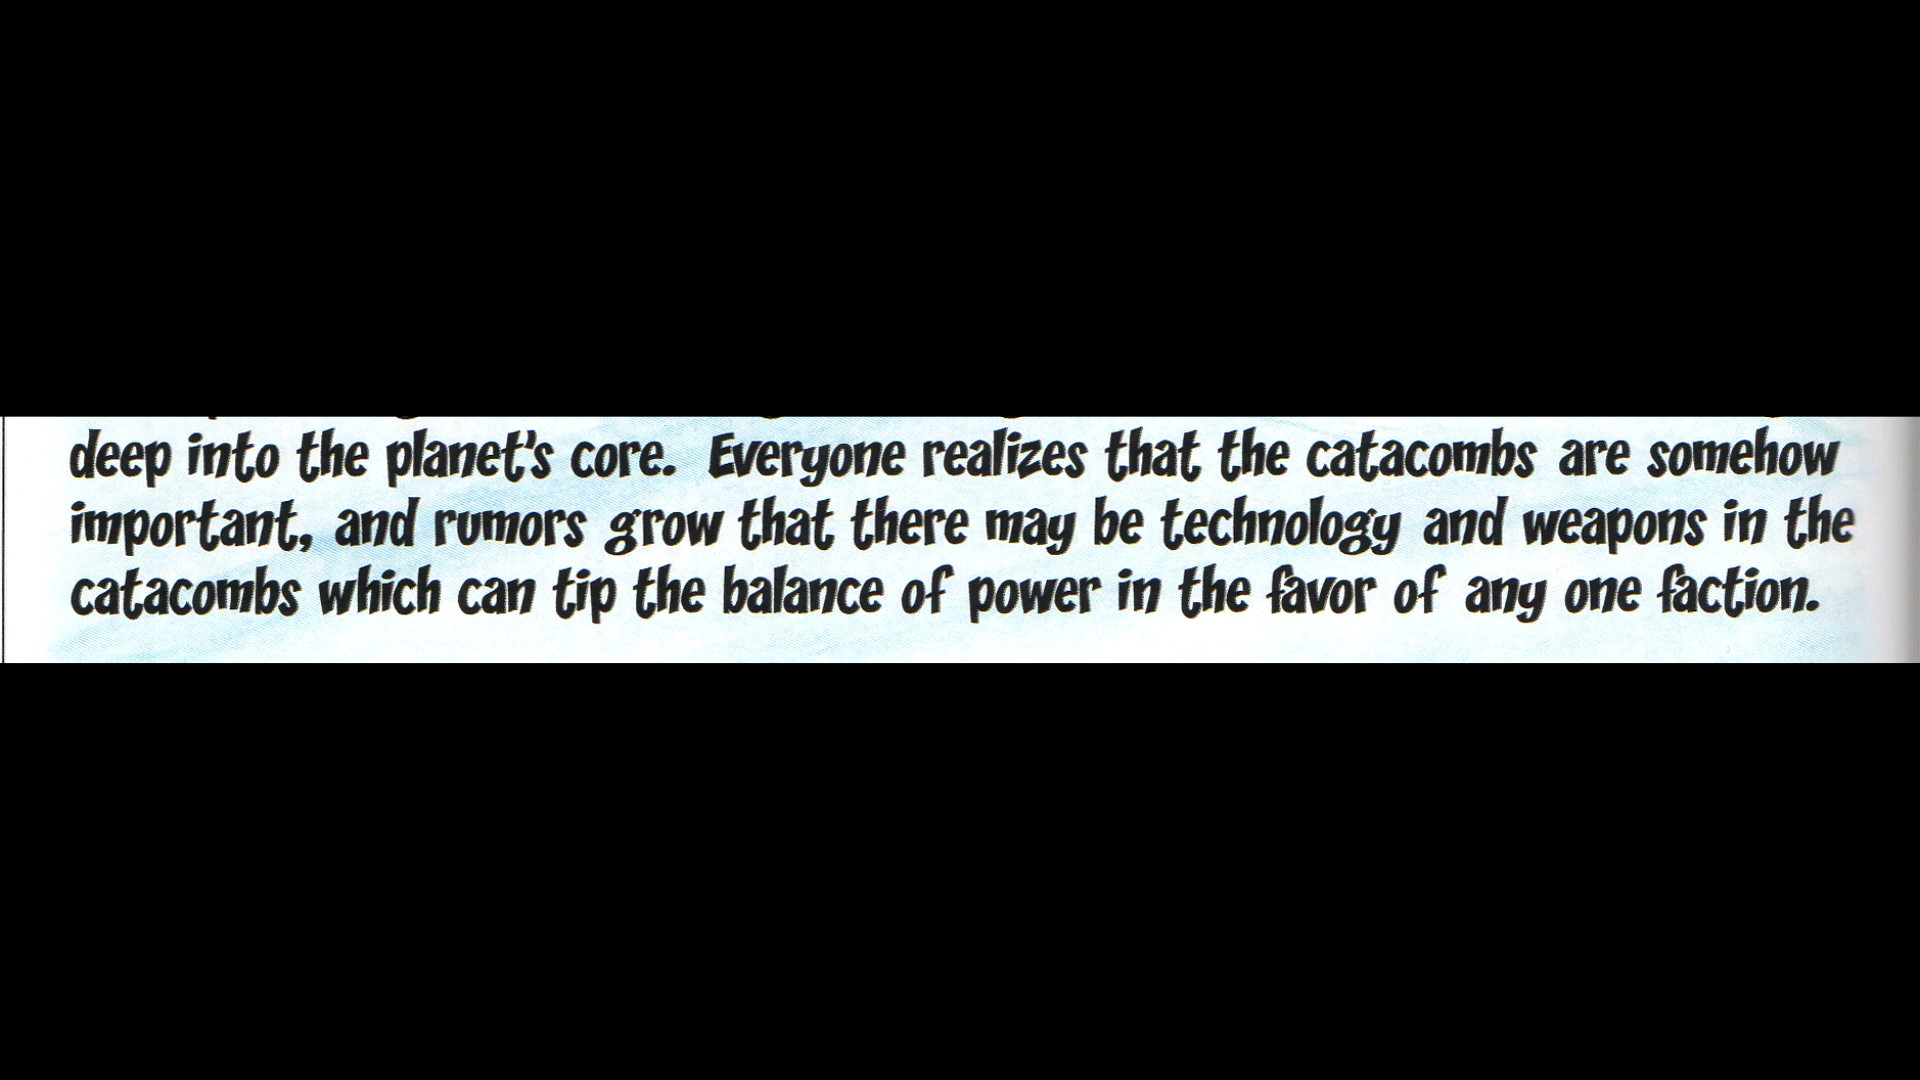 deep into the planet's core. Everyone realizes that the catacombs are somehow
important, and rumors grow that there may be technology and weapons in the
catacombs which can tip the balance of power in the favor of any one faction.